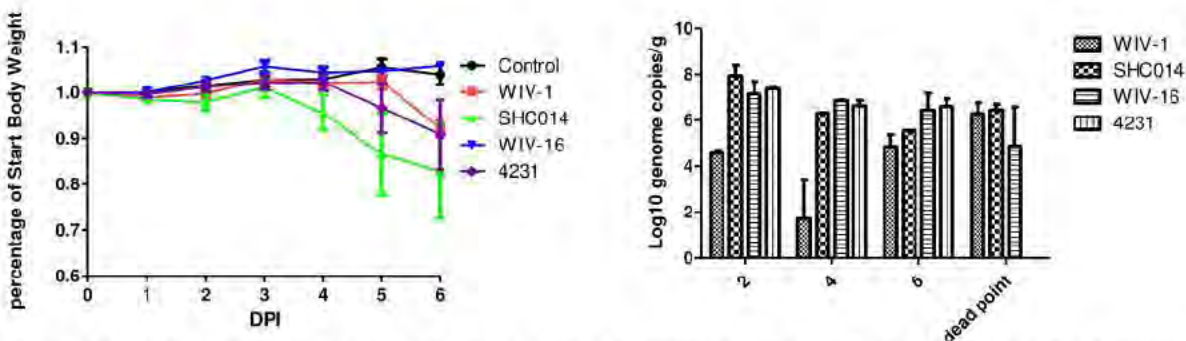 percentage of Start Body Weight
1.1
1.0
0.9
0.8
0.7
0.6
0
1
2
3
4
5
6
DPI
Control
WIV-1
SHC014
WIV-16
4231
Log10 genome copies/g
10
8
6
4
2
0
2
4
6
dead point
WIV-1
SHC014
WIV-16
4231